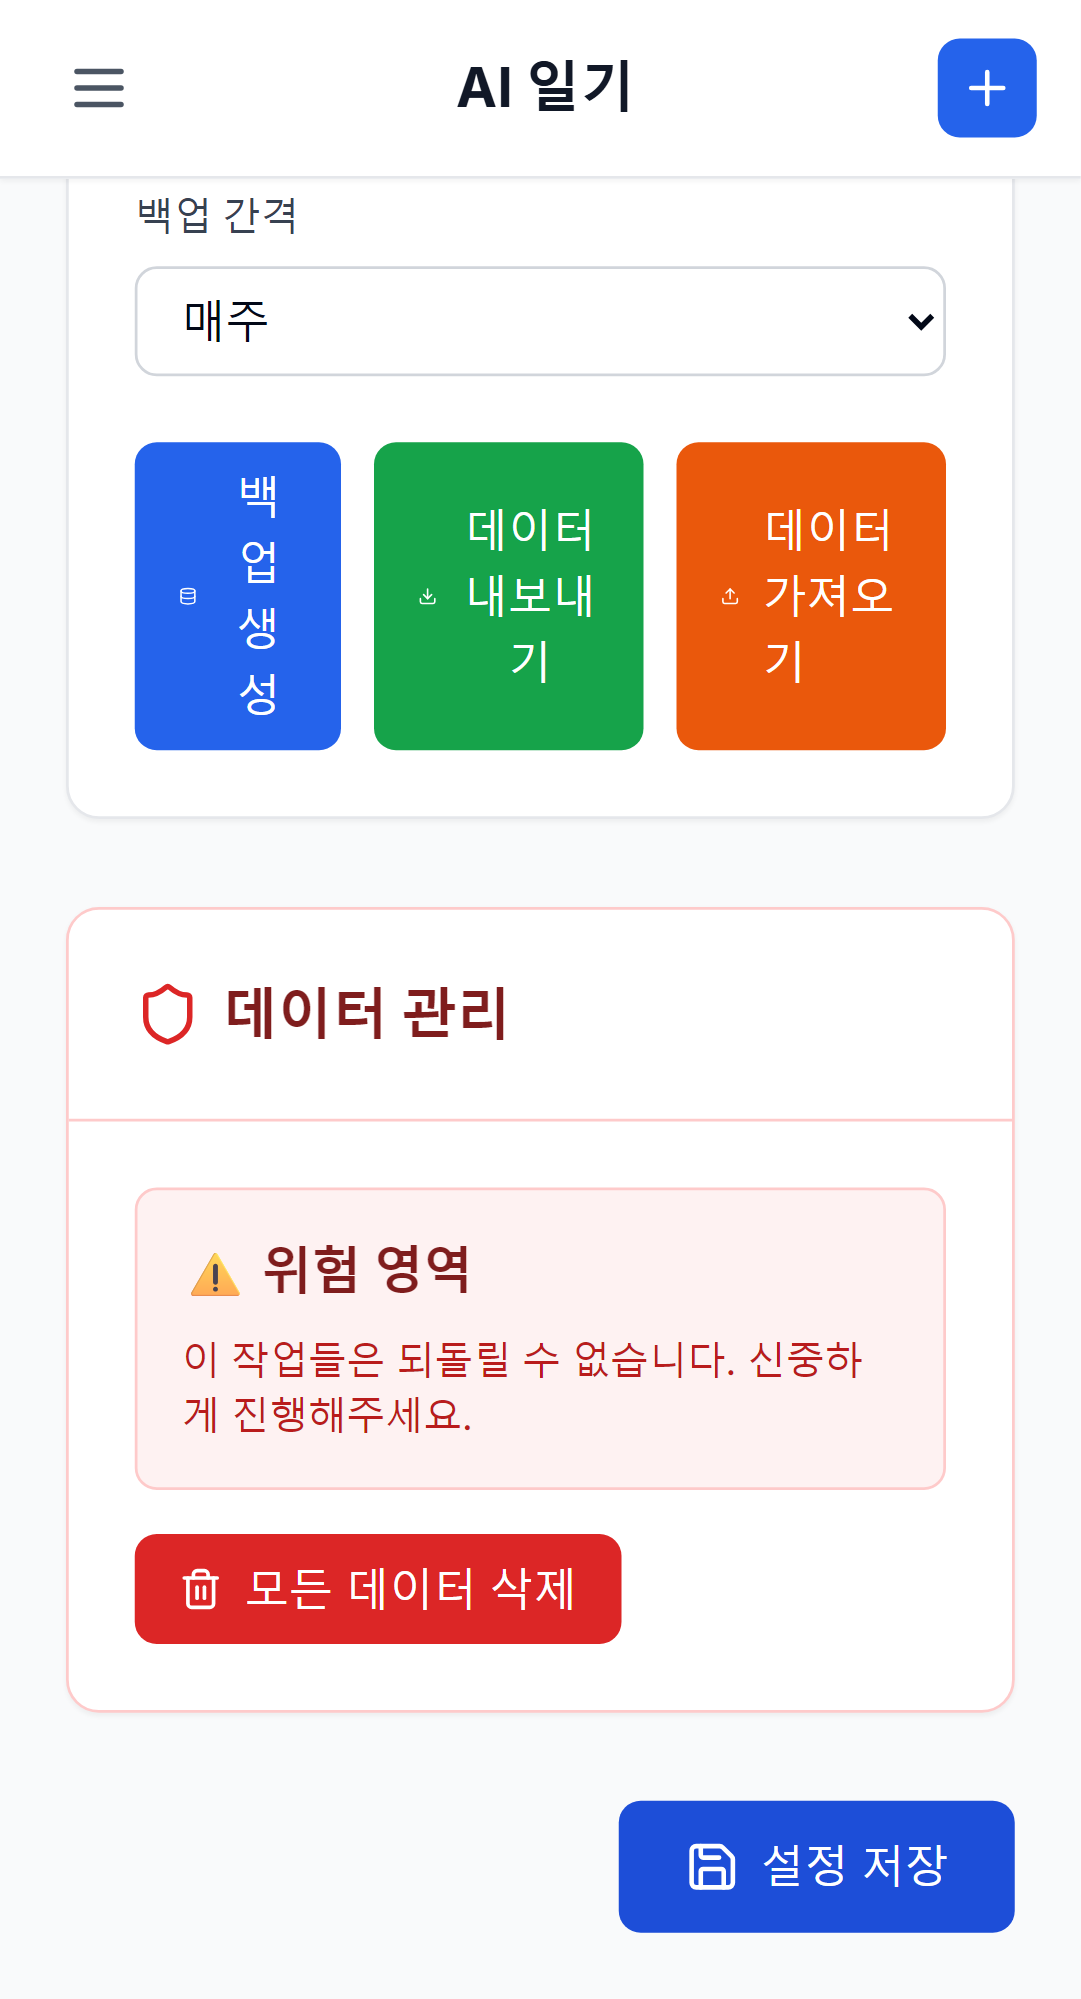 AI 일기
백업 간격
매주
백
업
생
성
데이터
내보내
기
데이터
가져오
기
데이터 관리
위험 영역
이 작업들은 되돌릴 수 없습니다. 신중하
게 진행해주세요.
모든 데이터 삭제
설정 저장